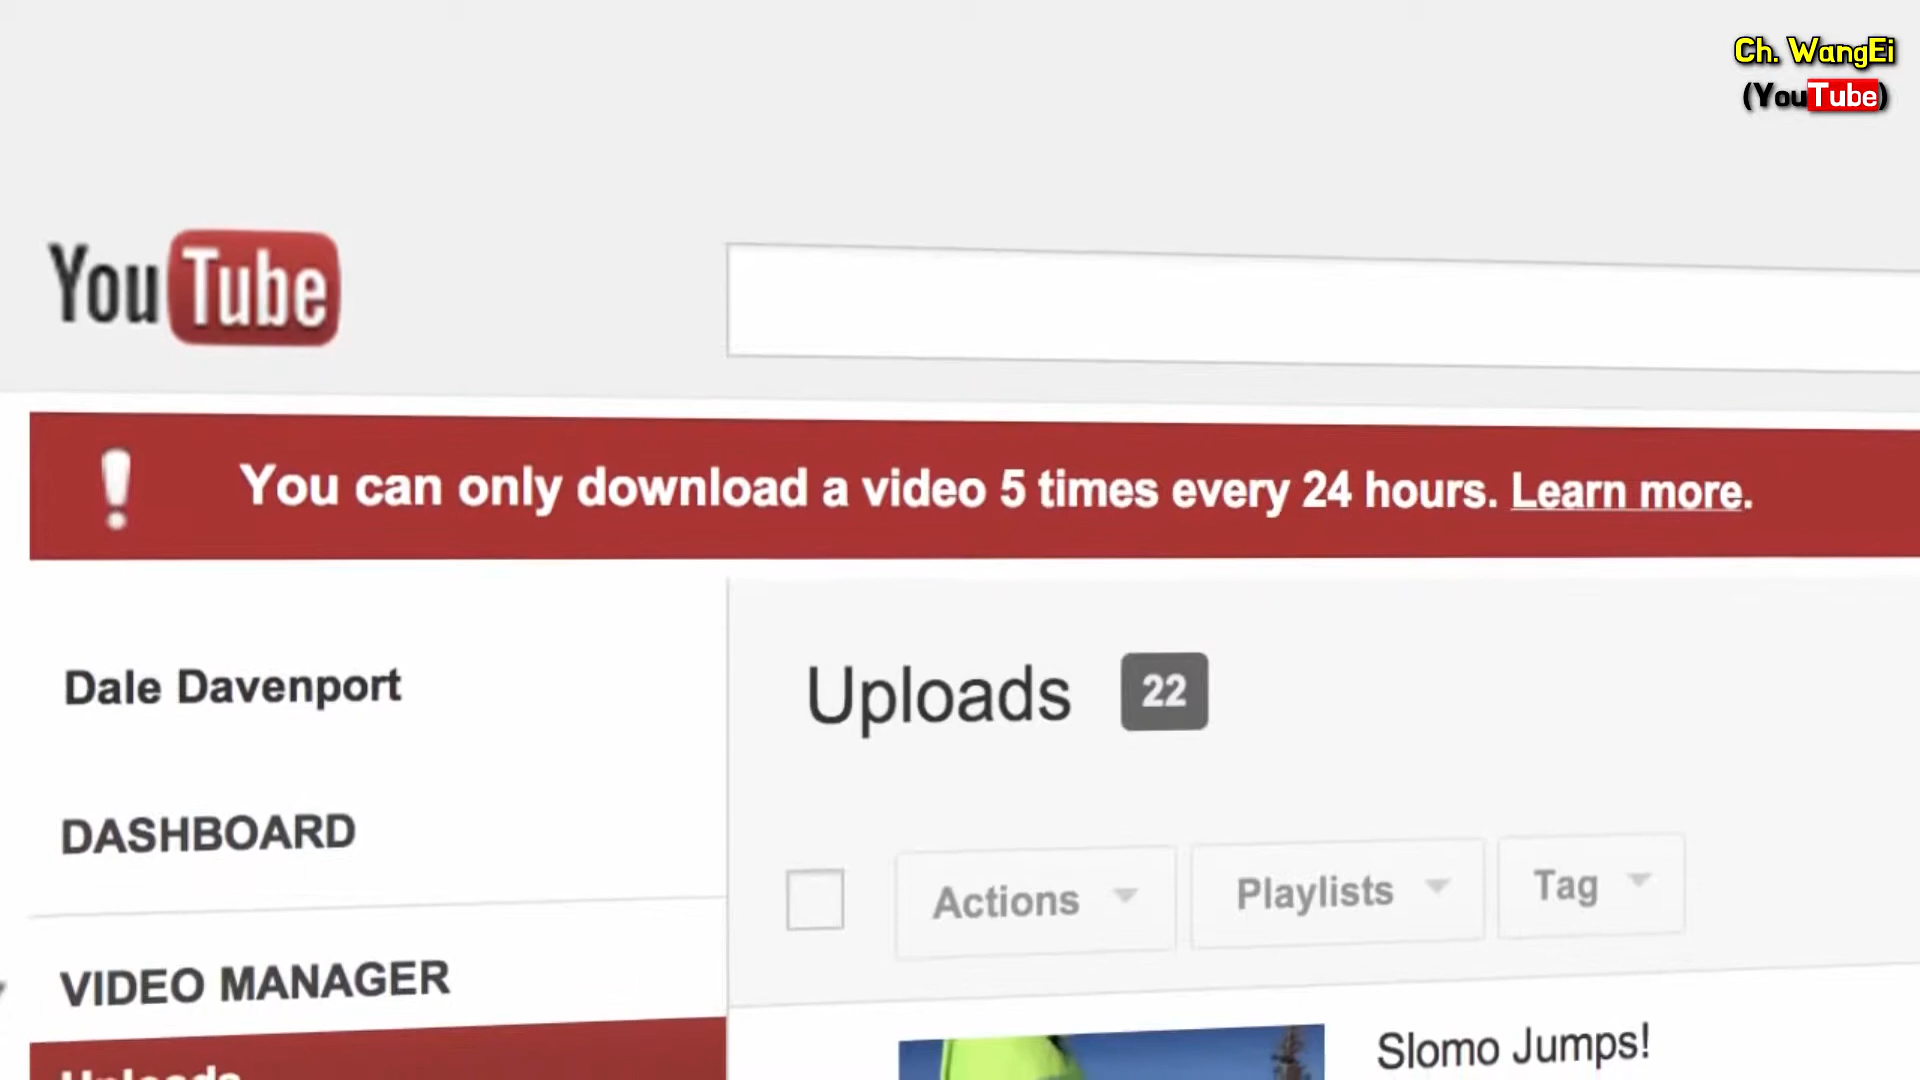 Ch. WangEi
(YouTube)
YouTube
! You can only download a video 5 times every 24 hours. Learn more.
Dale Davenport
Uploads 22
DASHBOARD
Actions Playlists Tag
VIDEO MANAGER
Slomo Jumps!
Uploads